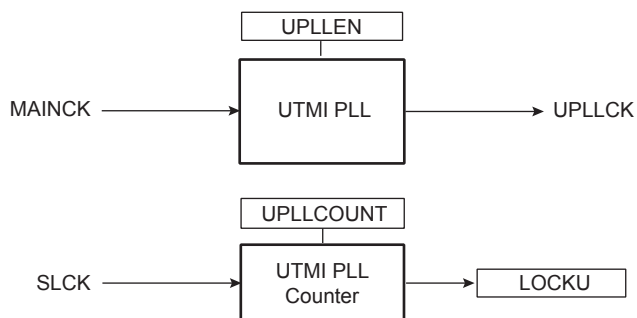 UPLLEN
MAINCK
UTMI PLL
UPLLCK
UPLLCOUNT
SLCK
UTMI PLL
Counter
LOCKU